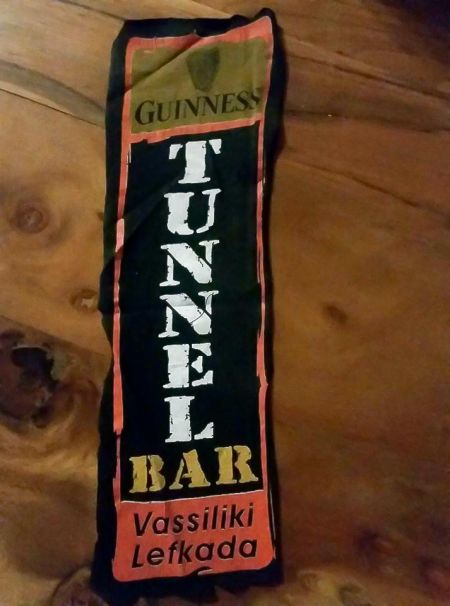 GUINNESS
TUNNEL
BAR
Vassiliki
Lefkada